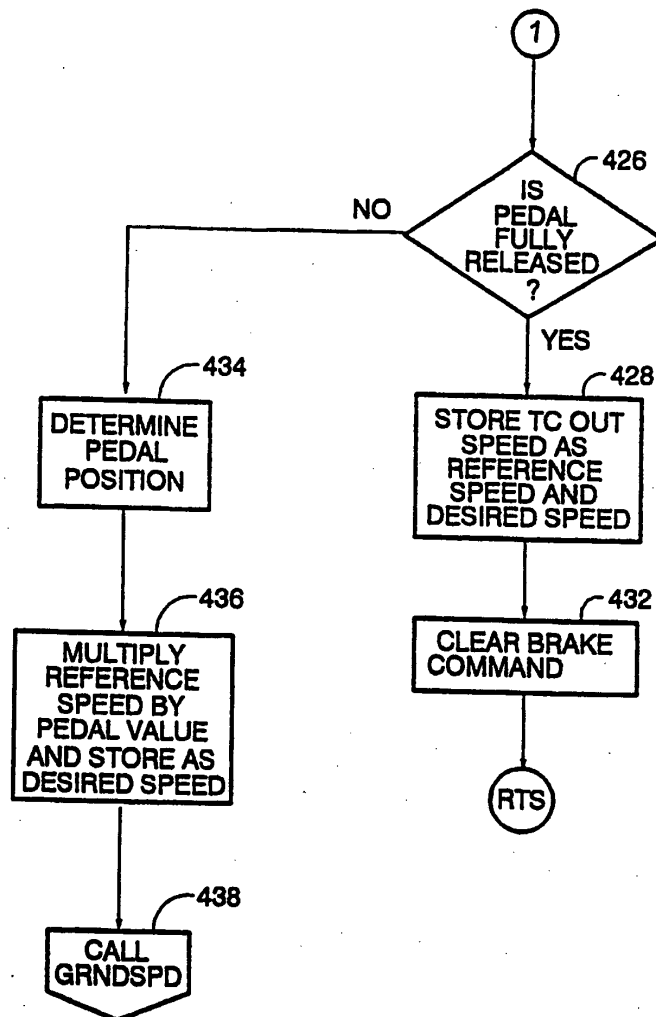 1
426
IS
PEDAL
FULLY
RELEASED
?
NO
YES
434
DETERMINE
PEDAL
POSITION
428
STORE TC OUT
SPEED AS
REFERENCE
SPEED AND
DESIRED SPEED
436
MULTIPLY
REFERENCE
SPEED BY
PEDAL VALUE
AND STORE AS
DESIRED SPEED
432
CLEAR BRAKE
COMMAND
RTS
438
CALL
GRNDSPD